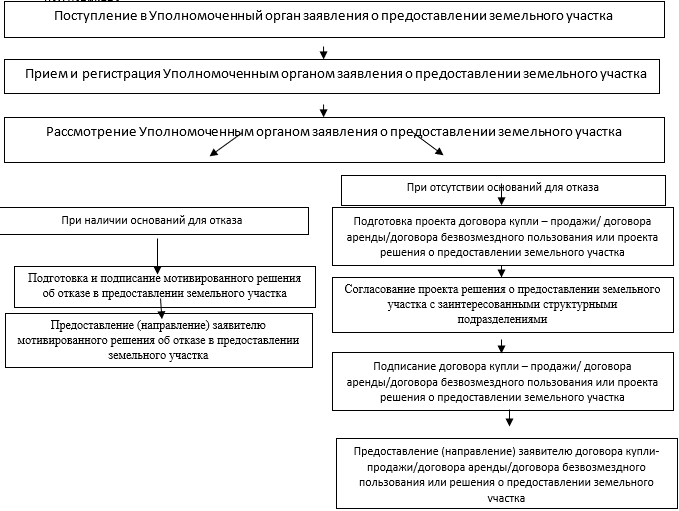 Поступление в Уполномоченный орган заявления о предоставлении земельного участка
Прием и регистрация Уполномоченным органом заявления о предоставлении земельного участка
Рассмотрение Уполномоченным органом заявления о предоставлении земельного участка
При наличии оснований для отказа
Подготовка и подписание мотивированного решения
об отказе в предоставлении земельного участка
Предоставление (направление) заявителю
мотивированного решения об отказе в предоставлении
земельного участка
При отсутствии оснований для отказа
Подготовка проекта договора купли – продажи/ договора
аренды/договора безвозмездного пользования или проекта
решения о предоставлении земельного участка
Согласование проекта решения о предоставлении земельного
участка с заинтересованными структурными
подразделениями
Подписание договора купли – продажи/ договора
аренды/договора безвозмездного пользования или проекта
решения о предоставлении земельного участка
Предоставление (направление) заявителю договора купли-
продажи/договора аренды/договора безвозмездного
пользования или решения о предоставлении земельного
участка